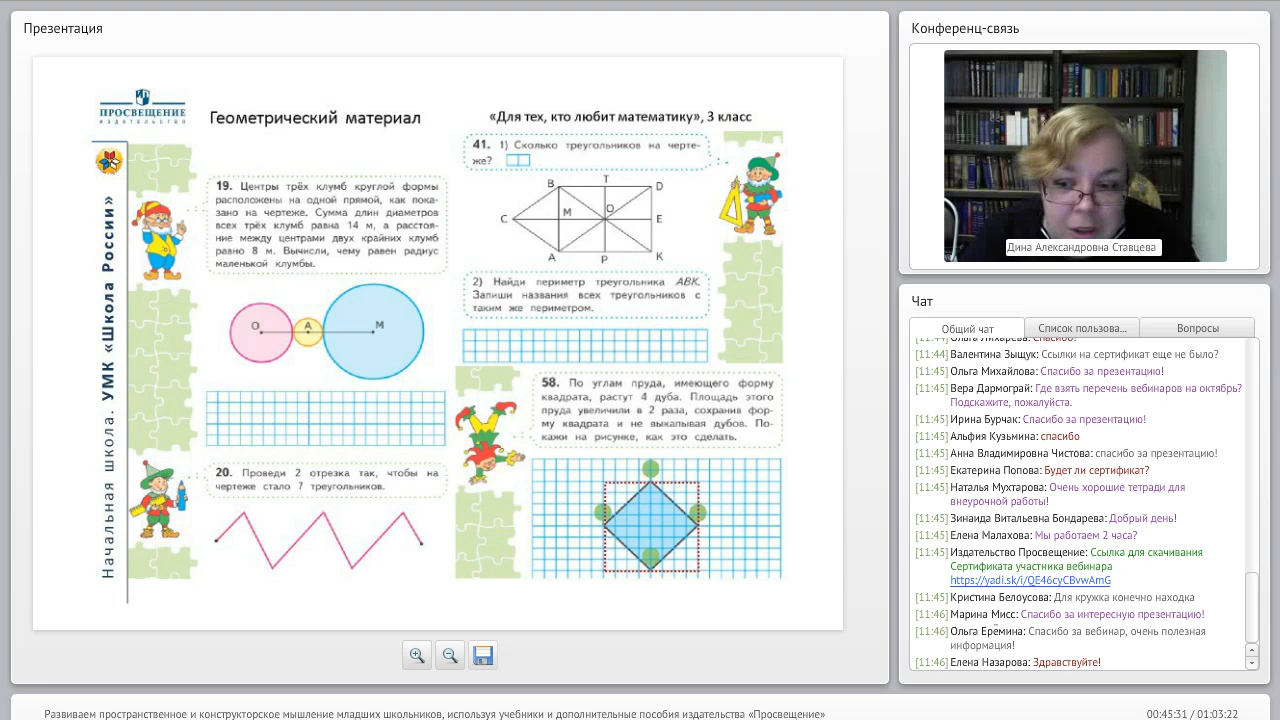 Презентация
ПРОСВЕЩЕНИЕ
ИЗДАТЕЛЬСТВО
Начальная школа. УМК «Школа России»
Геометрический материал
«Для тех, кто любит математику», 3 класс
19. Центры трёх клумб круглой формы
расположены на одной прямой, как пока-
зано на чертеже. Сумма длин диаметров
всех трёх клумб равна 14 м, а расстоя-
ние между центрами двух крайних клумб
равно 8 м. Вычисли, чему равен радиус
маленькой клумбы.
О А М
20. Проведи 2 отрезка так, чтобы на
чертеже стало 7 треугольников.
41. 1) Сколько треугольников на черте-
же?
B T D
C M O E
A P K
2) Найди периметр треугольника АВК.
Запиши названия всех треугольников с
таким же периметром.
58. По углам пруда, имеющего форму
квадрата, растут 4 дуба. Площадь этого
пруда увеличили в 2 раза, сохранив фор-
му квадрата и не выкапывая дубов. По-
кажи на рисунке, как это сделать.
Конференц-связь
Дина Александровна Ставцева
Чат
Общий чат Список пользова... Вопросы
[11:44] Ольга Лихарева: Спасибо!
[11:44] Валентина Зыщук: Ссылки на сертификат еще не было?
[11:45] Ольга Михайлова: Спасибо за презентацию!
[11:45] Вера Дармограй: Где взять перечень вебинаров на октябрь?
Подскажите, пожалуйста.
[11:45] Ирина Бурчак: Спасибо за презентацию!
[11:45] Альфия Кузьмина: спасибо
[11:45] Анна Владимировна Чистова: спасибо за презентацию!
[11:45] Екатерина Попова: Будет ли сертификат?
[11:45] Наталья Мухтарова: Очень хорошие тетради для
внеурочной работы!
[11:45] Зинаида Витальевна Бондарева: Добрый день!
[11:45] Елена Малахова: Мы работаем 2 часа?
[11:45] Издательство Просвещение: Ссылка для скачивания
Сертификата участника вебинара
https://yadi.sk/i/QE46cyCBvwAmG
[11:45] Кристина Белоусова: Для кружка конечно находка
[11:46] Марина Мисс: Спасибо за интересную презентацию!
[11:46] Ольга Ерёмина: Спасибо за вебинар, очень полезная
информация!
[11:46] Елена Назарова: Здравствуйте!
Развиваем пространственное и конструкторское мышление младших школьников, используя учебники и дополнительные пособия издательства «Просвещение»
00:45:31 / 01:03:22